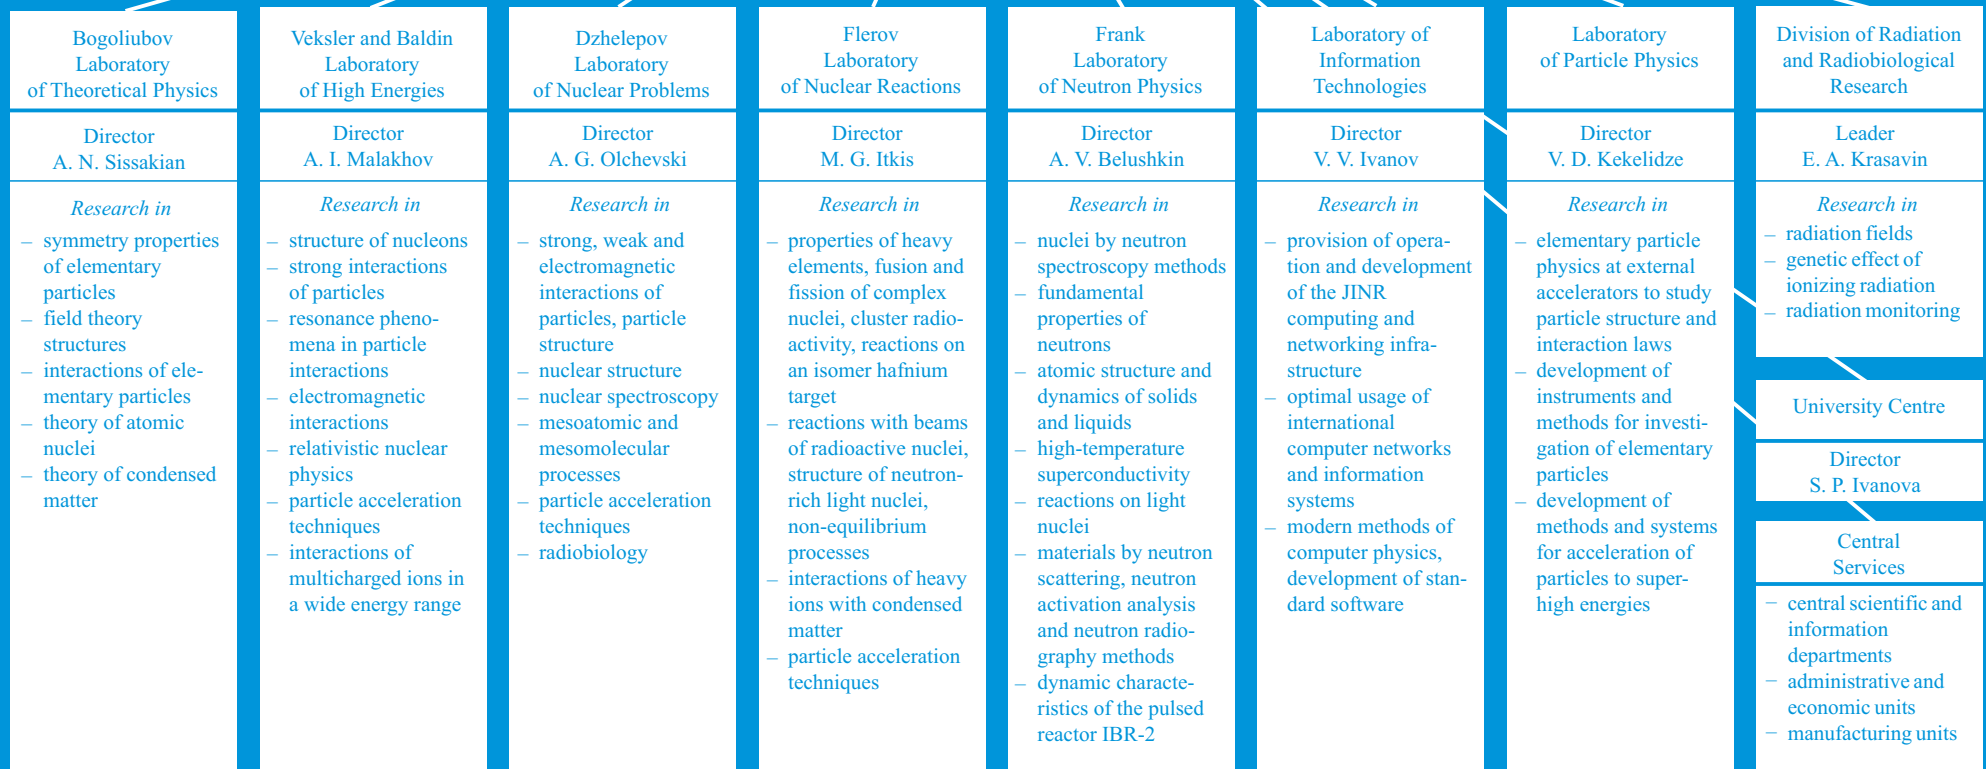 Bogoliubov
Laboratory
of Theoretical Physics
Director
A. N. Sissakian
Research in
– symmetry properties
of elementary
particles
– field theory
structures
– interactions of ele-
mentary particles
– theory of atomic
nuclei
– theory of condensed
matter
Veksler and Baldin
Laboratory
of High Energies
Director
A. I. Malakhov
Research in
– structure of nucleons
– strong interactions
of particles
– resonance pheno-
mena in particle
interactions
– electromagnetic
interactions
– relativistic nuclear
physics
– particle acceleration
techniques
– interactions of
multicharged ions in
a wide energy range
Dzhelepov
Laboratory
of Nuclear Problems
Director
A. G. Olchevski
Research in
– strong, weak and
electromagnetic
interactions of
particles, particle
structure
– nuclear structure
– nuclear spectroscopy
– mesoatomic and
mesomolecular
processes
– particle acceleration
techniques
– radiobiology
Flerov
Laboratory
of Nuclear Reactions
Director
M. G. Itkis
Research in
– properties of heavy
elements, fusion and
fission of complex
nuclei, cluster radio-
activity, reactions on
an isomer hafnium
target
– reactions with beams
of radioactive nuclei,
structure of neutron-
rich light nuclei,
non-equilibrium
processes
– interactions of heavy
ions with condensed
matter
– particle acceleration
techniques
Frank
Laboratory
of Neutron Physics
Director
A. V. Belushkin
Research in
– nuclei by neutron
spectroscopy methods
– fundamental
properties of
neutrons
– atomic structure and
dynamics of solids
and liquids
– high-temperature
superconductivity
– reactions on light
nuclei
– materials by neutron
scattering, neutron
activation analysis
and neutron radio-
graphy methods
– dynamic characte-
ristics of the pulsed
reactor IBR-2
Laboratory of
Information
Technologies
Director
V. V. Ivanov
Research in
– provision of opera-
tion and development
of the JINR
computing and
networking infra-
structure
– optimal usage of
international
computer networks
and information
systems
– modern methods of
computer physics,
development of stan-
dard software
Laboratory
of Particle Physics
Director
V. D. Kekelidze
Research in
– elementary particle
physics at external
accelerators to study
particle structure and
interaction laws
– development of
instruments and
methods for investi-
gation of elementary
particles
– development of
methods and systems
for acceleration of
particles to super-
high energies
Division of Radiation
and Radiobiological
Research
Leader
E. A. Krasavin
Research in
– radiation fields
– genetic effect of
ionizing radiation
– radiation monitoring
University Centre
Director
S. P. Ivanova
Central
Services
– central scientific and
information
departments
– administrative and
economic units
– manufacturing units